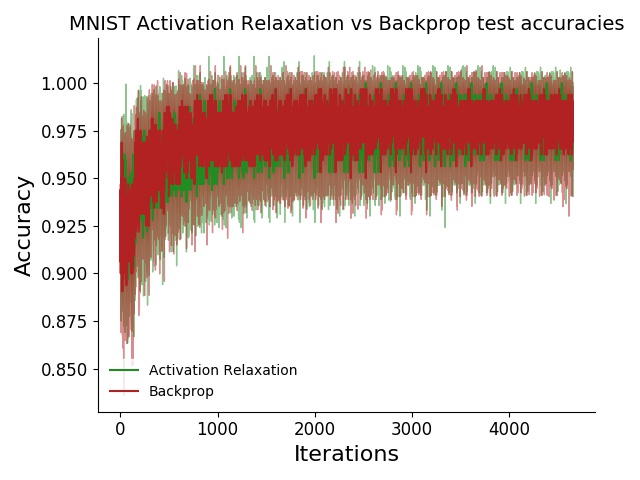 MNIST Activation Relaxation vs Backprop test accuracies
1.000
0.975
0.950
0.925
0.900
0.875
0.850
Accuracy
Activation Relaxation
Backprop
0 1000 2000 3000 4000
Iterations